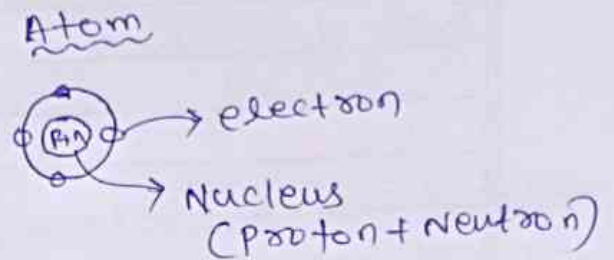 Atom
P+n
electron
Nucleus
(Proton + Neutron)